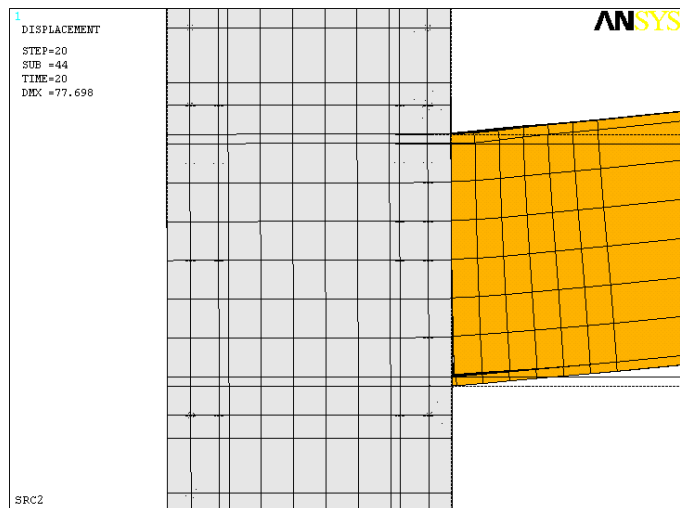 1
DISPLACEMENT
STEP=20
SUB =44
TIME=20
DMX =77.698
ANSYS
SRC2